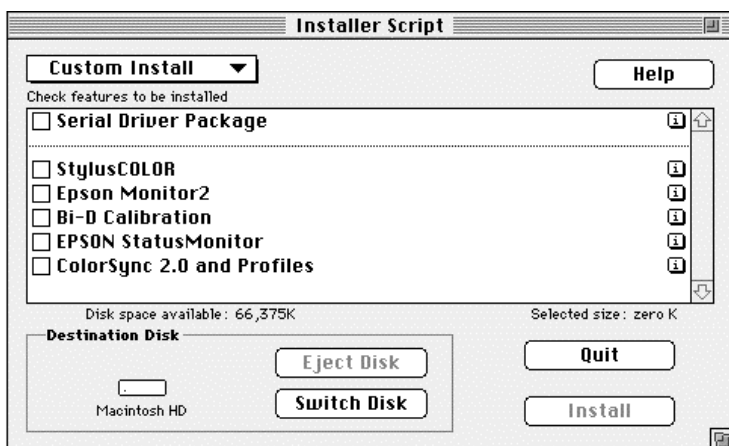 Installer Script
Custom Install
Help
Check features to be installed
Serial Driver Package
StylusCOLOR
Epson Monitor2
Bi-D Calibration
EPSON StatusMonitor
ColorSync 2.0 and Profiles
Disk space available: 66,375K
Selected size: zero K
Destination Disk
Eject Disk
Quit
Macintosh HD
Switch Disk
Install